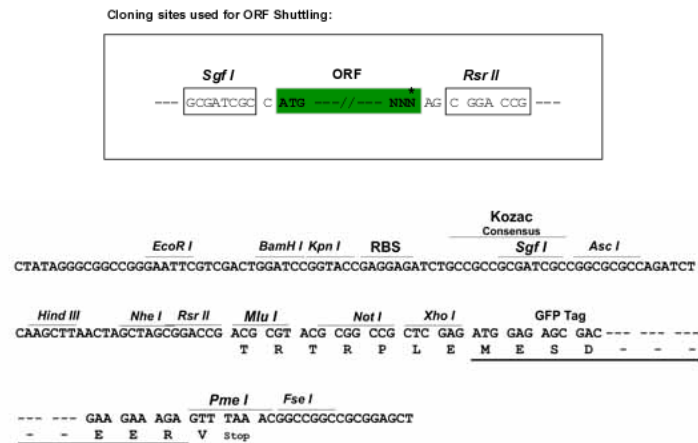 Cloning sites used for ORF Shuttling:
Sgf I ORF Rsr II
--- GCGATCGC C ATG ---//--- NNN* AG C GGA CCG ---
Kozac
Consensus
EcoR I BamH I Kpn I RBS Sgf I Asc I
CTATAGGGCGGCCGGGAATTCGTCGACTGGATCCGGTACCGAGGAGATCTGCCGCCGCGATCGCCGGCGCGCCAGATCT
Hind III Nhe I Rsr II Mlu I Not I Xho I GFP Tag
CAAGCTTAACTAGCTAGCGGACCG ACG CGT ACG CGG CCG CTC GAG ATG GAG AGC GAC --- --- ---
T R T R P L E M E S D - - -
Pme I Fse I
--- --- GAA GAA AGA GTT TAA ACGGCCGGCCGCGGAGCT
- - E E R V Stop